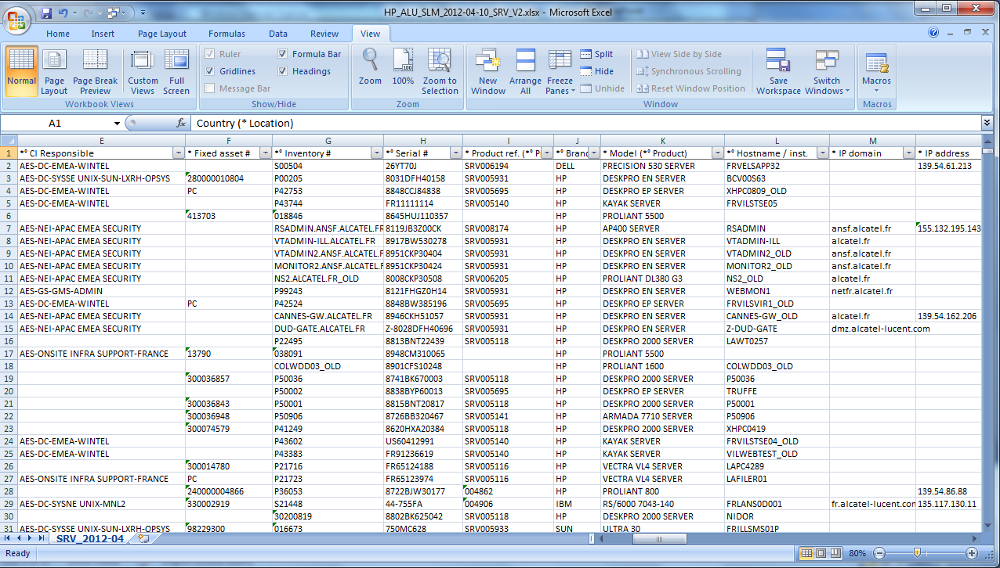 HP_ALU_SLM_2012-04-10_SRV_V2.xlsx - Microsoft Excel
Home Insert Page Layout Formulas Data Review View
Normal Page Layout Page Break Preview Custom Views Full Screen
Workbook Views
Ruler Formula Bar
Gridlines Headings
Message Bar
Show/Hide
Zoom 100% Zoom to Selection
Zoom
New Window Arrange All Freeze Panes Split Hide Unhide
View Side by Side
Synchronous Scrolling
Reset Window Position
Window
Save Workspace Switch Windows
Macros
Macros
A1 fx Country (* Location)
E F G H I J K L M
1 *° CI Responsible * Fixed asset # *° Inventory # *° Serial # * Product ref. (*° P *° Brand * Model (*° Product) *° Hostname / inst. * IP domain * IP address
2 AES-DC-EMEA-WINTEL S00504 26YT70J SRV006194 DELL PRECISION 530 SERVER FRVELSAPP32 139.54.61.213
3 AES-DC-SYSSE UNIX-SUN-LXRH-OPSYS 280000010804 P00205 8031DFH40158 SRV005931 HP DESKPRO EN SERVER BCV00S63
4 AES-DC-EMEA-WINTEL PC P42753 8848CCJ84838 SRV005695 HP DESKPRO EP SERVER XHPC0809_OLD
5 AES-DC-EMEA-WINTEL P43744 FR11111114 SRV005140 HP KAYAK SERVER FRVILSTSE05
6 413703 018846 8645HUJ110357 HP PROLIANT 5500
7 AES-NEI-APAC EMEA SECURITY RSADMIN.ANSF.ALCATEL.FR 8119JB3Z00CK SRV008174 HP AP400 SERVER RSADMIN ansf.alcatel.fr 155.132.195.143
8 AES-NEI-APAC EMEA SECURITY VTADMIN-ILL.ALCATEL.FR 8917BW530278 SRV005931 HP DESKPRO EN SERVER VTADMIN-ILL alcatel.fr
9 AES-NEI-APAC EMEA SECURITY VTADMIN2.ANSF.ALCATEL.F 8951CKP30404 SRV005931 HP DESKPRO EN SERVER VTADMIN2_OLD ansf.alcatel.fr
10 AES-NEI-APAC EMEA SECURITY MONITOR2.ANSF.ALCATEL.F 8951CKP30424 SRV005931 HP DESKPRO EN SERVER MONITOR2_OLD ansf.alcatel.fr
11 AES-NEI-APAC EMEA SECURITY NS2.ALCATEL.FR_OLD 8008CKP30508 SRV006205 HP PROLIANT DL380 G3 NS2_OLD alcatel.fr
12 AES-GS-GMS-ADMIN P99243 8121FHGZ0H14 SRV005931 HP DESKPRO EN SERVER WEBMON1 netfr.alcatel.fr
13 AES-DC-EMEA-WINTEL PC P42524 8848BW385196 SRV005695 HP DESKPRO EP SERVER FRVILSVIR1_OLD
14 AES-NEI-APAC EMEA SECURITY CANNES-GW.ALCATEL.FR 8946CKH51057 SRV005931 HP DESKPRO EN SERVER CANNES-GW_OLD alcatel.fr 139.54.162.206
15 AES-NEI-APAC EMEA SECURITY DUD-GATE.ALCATEL.FR Z-8028DFH40696 SRV005931 HP DESKPRO EN SERVER Z-DUD-GATE dmz.alcatel-lucent.com
16 P22495 8813BNT22439 SRV005118 HP DESKPRO 2000 SERVER LAWT0257
17 AES-ONSITE INFRA SUPPORT-FRANCE 13790 038091 8948CM310065 HP PROLIANT 5500
18 COLWDD03_OLD 8901CFS10248 HP PROLIANT 1600 COLWDD03_OLD
19 300036857 P50036 8741BK670003 SRV005118 HP DESKPRO 2000 SERVER P50036
20 P50002 8838BYP60013 SRV005695 HP DESKPRO EP SERVER TRUFFE
21 300036843 P50001 8815BNT20817 SRV005118 HP DESKPRO 2000 SERVER P50001
22 300036948 P50906 8726BB320467 SRV005141 HP ARMADA 7710 SERVER P50906
23 300074579 P41249 8620HXA20384 SRV005118 HP DESKPRO 2000 SERVER XHPC0419
24 AES-DC-EMEA-WINTEL P43602 US60412991 SRV005140 HP KAYAK SERVER FRVILSTSE04_OLD
25 AES-DC-EMEA-WINTEL P43383 FR91236619 SRV005140 HP KAYAK SERVER VILWEBTEST_OLD
26 300014780 P21716 FR65124188 SRV005116 HP VECTRA VL4 SERVER LAPC4289
27 AES-ONSITE INFRA SUPPORT-FRANCE PC P21723 FR65123974 SRV005116 HP VECTRA VL4 SERVER LAFILER01
28 240000004866 P36053 8722BJW30177 004862 HP PROLIANT 800 139.54.86.88
29 AES-DC-SYSNE UNIX-MNL2 330002919 S21448 44-755FA 004906 IBM RS/6000 7043-140 FRLANS0D001 fr.alcatel-lucent.com 135.117.130.11
30 30200819 8802BK625042 SRV005118 HP DESKPRO 2000 SERVER NIDOR
31 AES-DC-SYSSE UNIX-SUN-LXRH-OPSYS 98229300 016673 750MC628 SRV005933 SUN ULTRA 30 FRILLSMS01P
SRV_2012-04
Ready 80%